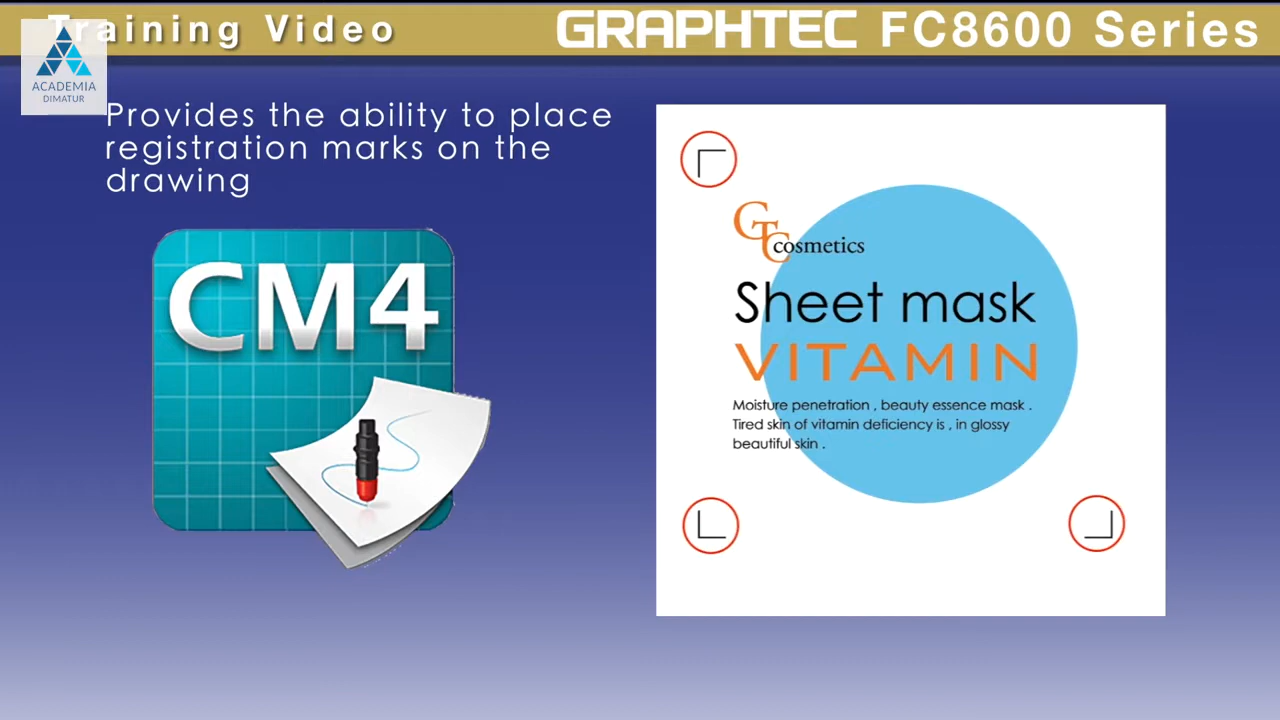 Training Video
GRAPHTEC FC8600 Series
ACADEMIA
DIMATUR
Provides the ability to place
registration marks on the
drawing
CM4
GTC cosmetics
Sheet mask
VITAMIN
Moisture penetration , beauty essence mask .
Tired skin of vitamin deficiency is , in glossy
beautiful skin .